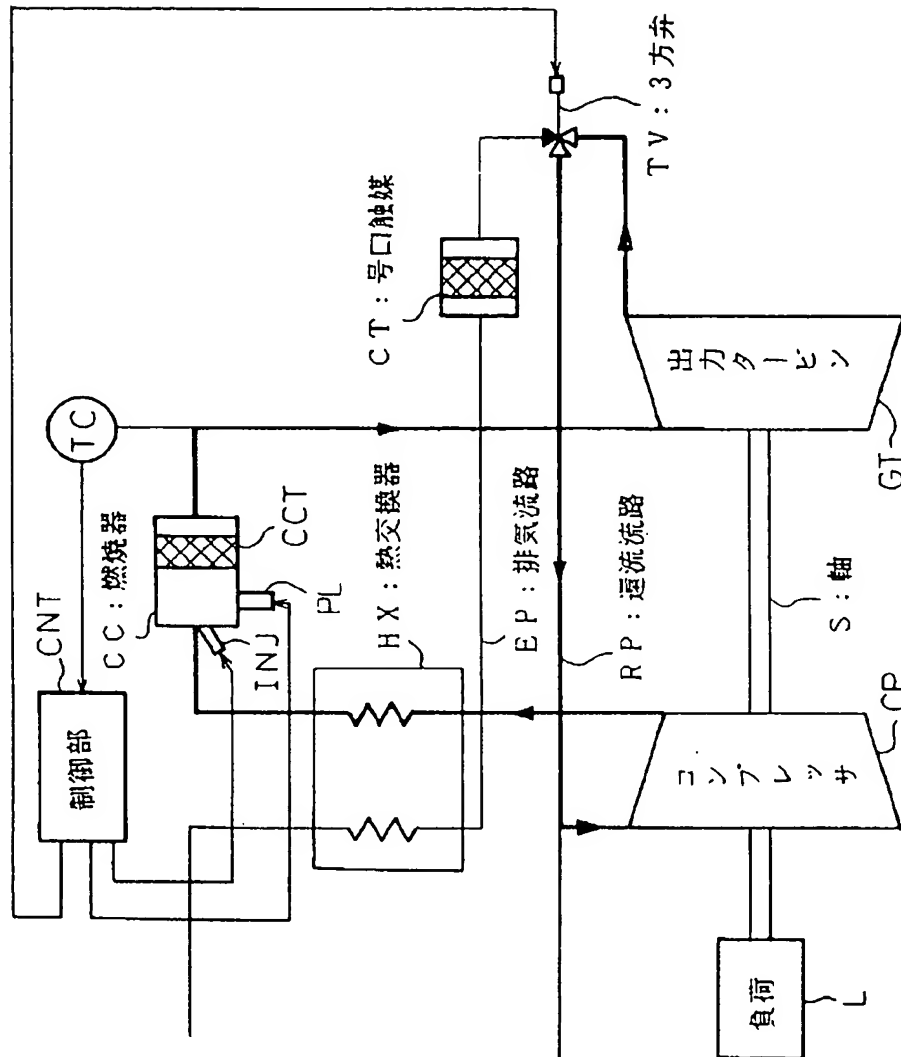 制御部
CNT
TC
CC:燃焼器
CCT
PL
INJ
HX:熱交換器
CT:号口触媒
EP:排気流路
RP:還流流路
TV:3方弁
S:軸
負荷
L
コンプレッサ
CP
出力タービン
GT